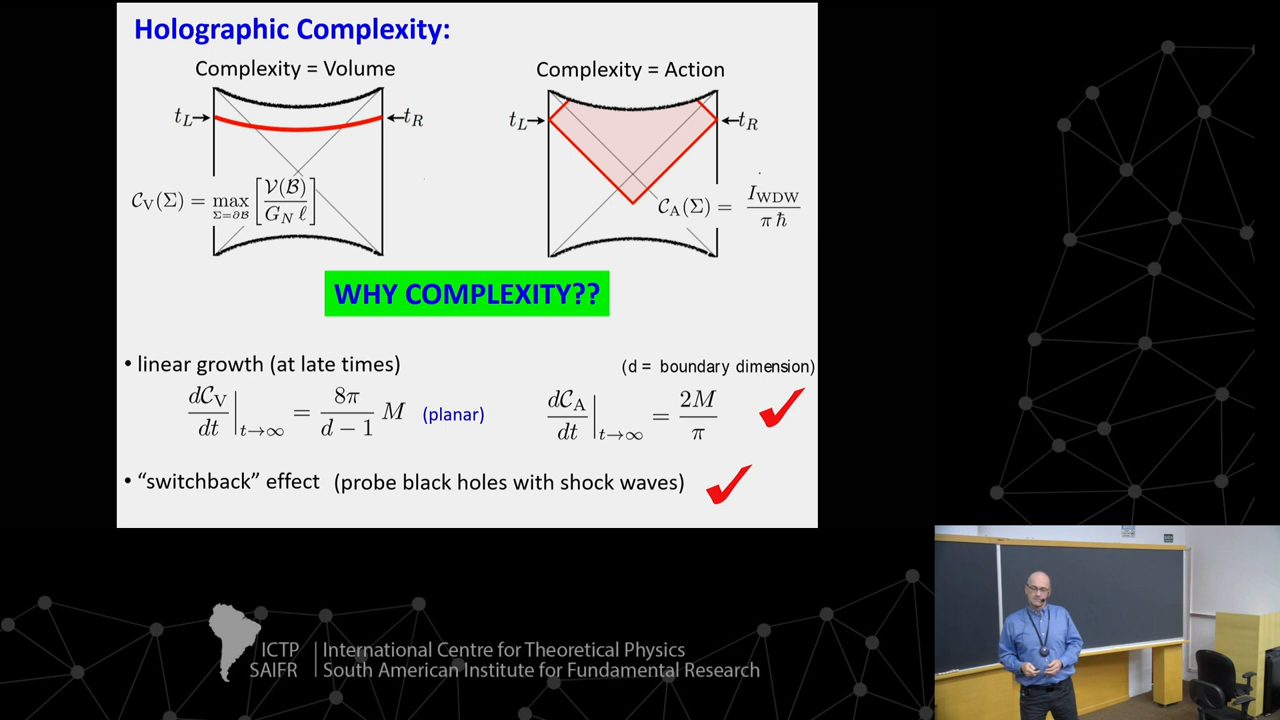 Holographic Complexity:
Complexity = Volume
Complexity = Action
t_L → ← t_R
t_L → ← t_R
C_V(Σ) = max_{Σ=∂B} [ V(B) / G_N ℓ ]
C_A(Σ) = I_WDW / π ħ
WHY COMPLEXITY??
• linear growth (at late times)
(d = boundary dimension)
dC_V/dt |_{t→∞} = 8π/(d − 1) M (planar)
dC_A/dt |_{t→∞} = 2M/π
• “switchback” effect (probe black holes with shock waves)
ICTP
SAIFR
International Centre for Theoretical Physics
South American Institute for Fundamental Research